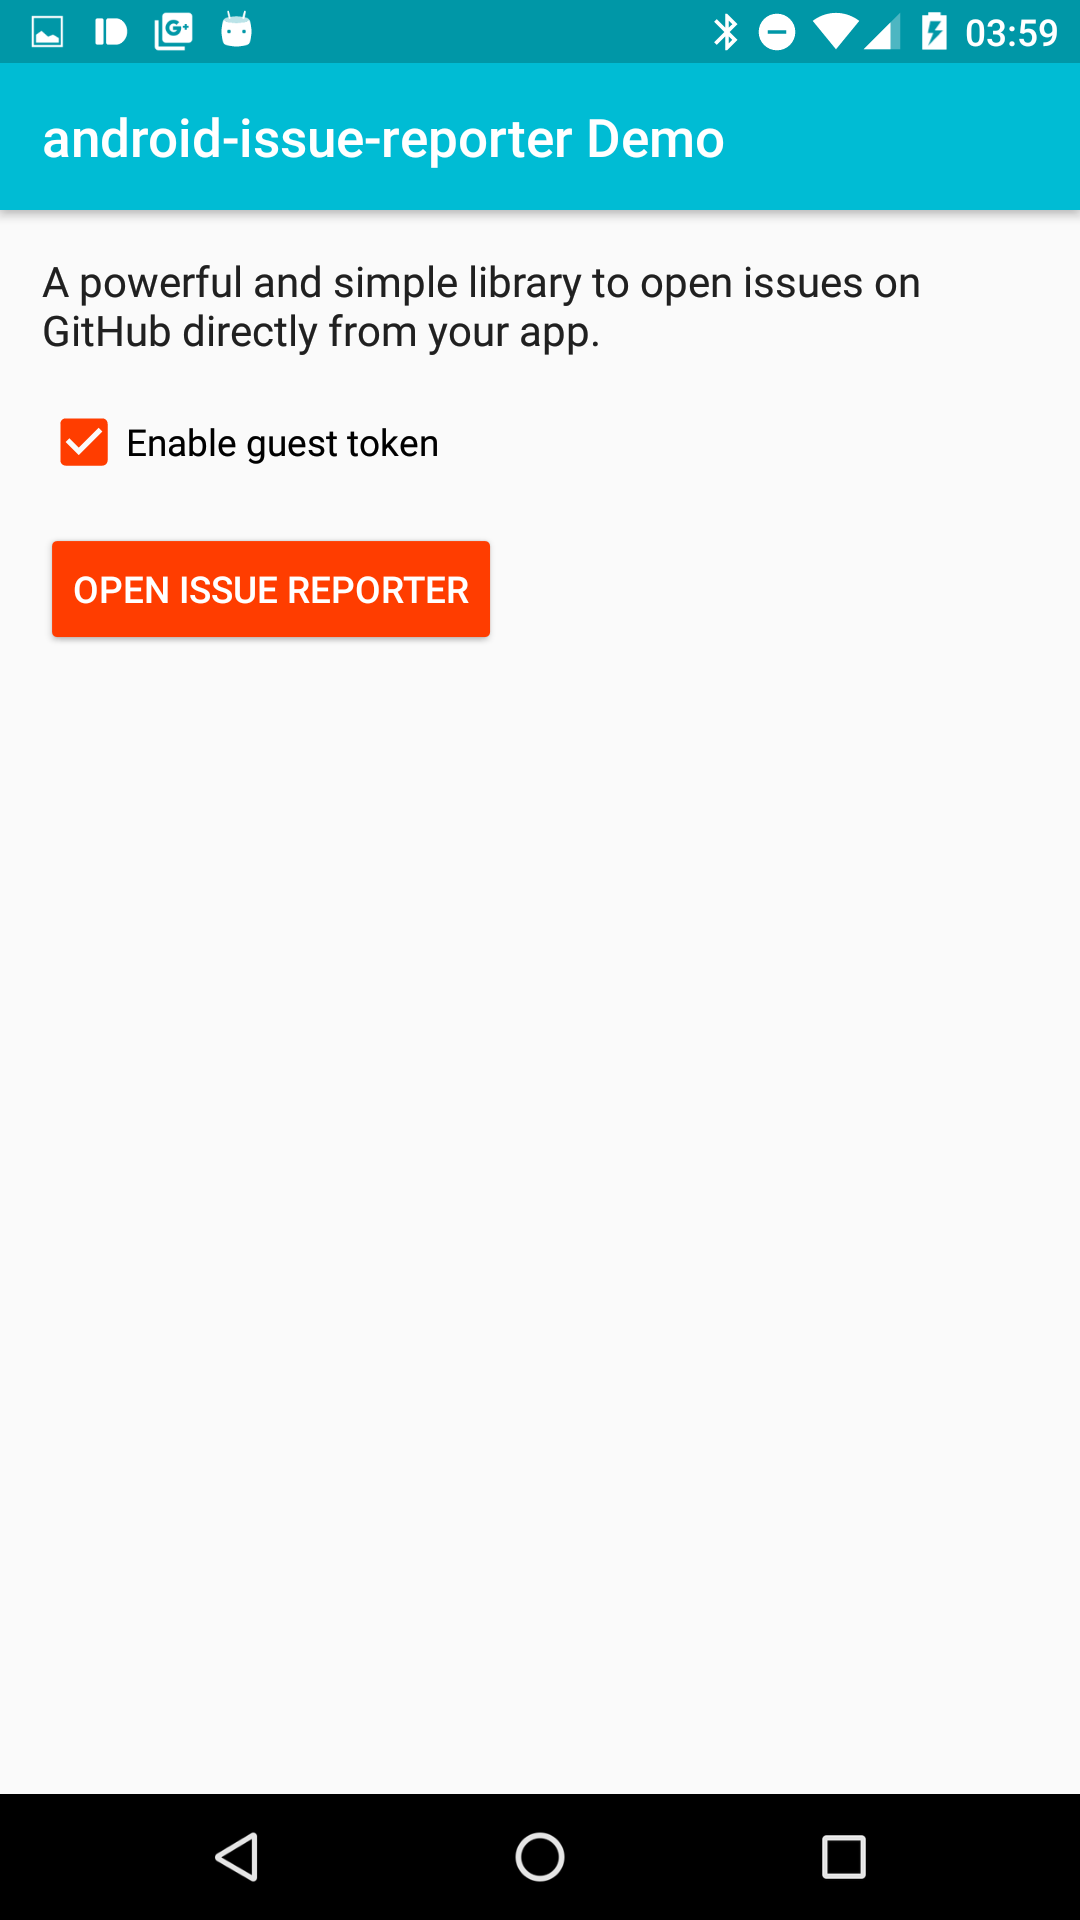 03:59
android-issue-reporter Demo
A powerful and simple library to open issues on
GitHub directly from your app.
Enable guest token
OPEN ISSUE REPORTER